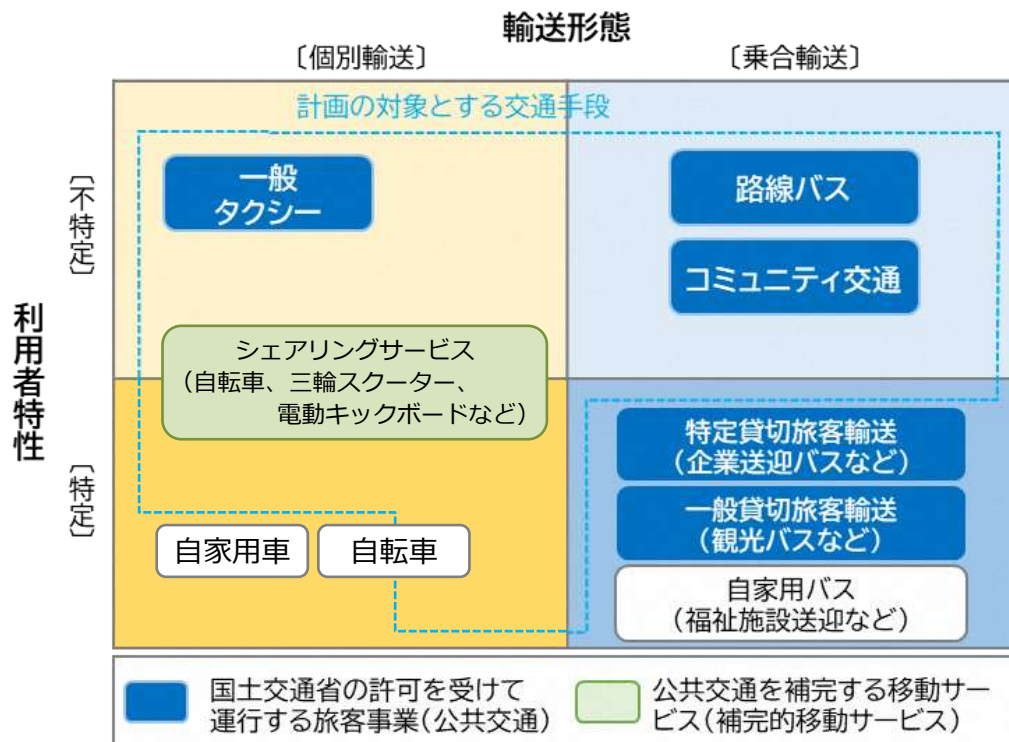 輸送形態
〔個別輸送〕
〔乗合輸送〕
計画の対象とする交通手段
利用者特性
〔不特定〕
一般
タクシー
路線バス
コミュニティ交通
シェアリングサービス
（自転車、三輪スクーター、
電動キックボードなど）
〔特定〕
特定貸切旅客輸送
（企業送迎バスなど）
一般貸切旅客輸送
（観光バスなど）
自家用車
自転車
自家用バス
（福祉施設送迎など）
国土交通省の許可を受けて
運行する旅客事業（公共交通）
公共交通を補完する移動サー
ビス（補完的移動サービス）